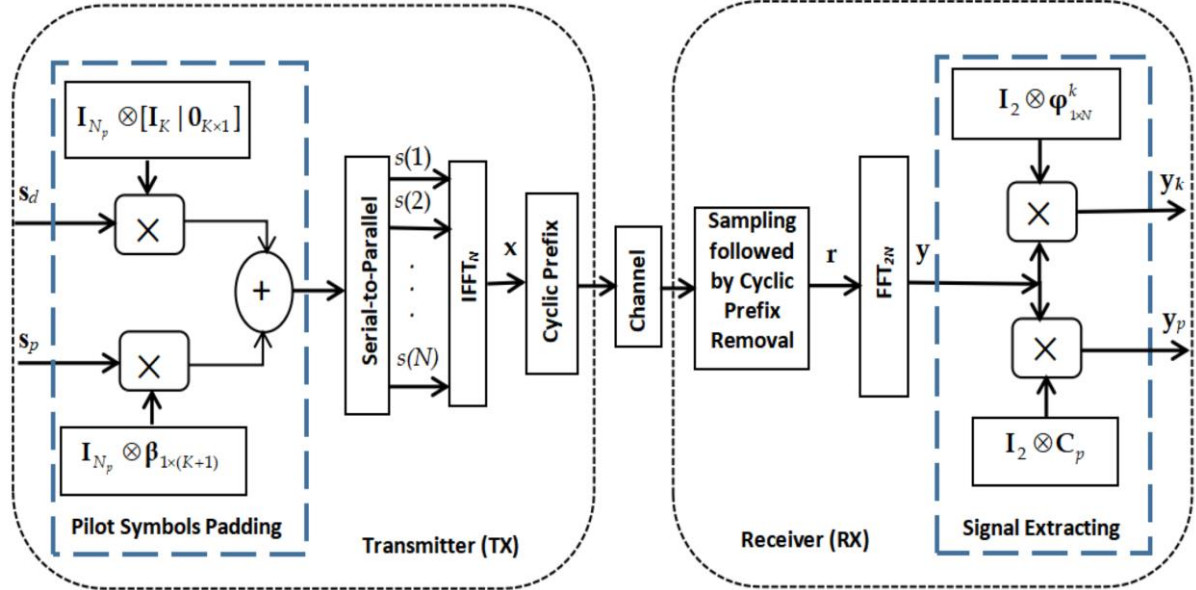 I_{N_p} ⊗[I_K | 0_{K×1}]
s_d
×
+
s_p
×
I_{N_p} ⊗β_{1×(K+1)}
Pilot Symbols Padding
Serial-to-Parallel
s(1)
s(2)
.
.
.
s(N)
IFFT_N
x
Cyclic Prefix
Transmitter (TX)
Channel
Sampling
followed
by Cyclic
Prefix
Removal
r
FFT_{2N}
y
Receiver (RX)
I_2 ⊗ φ^k_{1×N}
×
y_k
×
y_p
I_2 ⊗ C_p
Signal Extracting